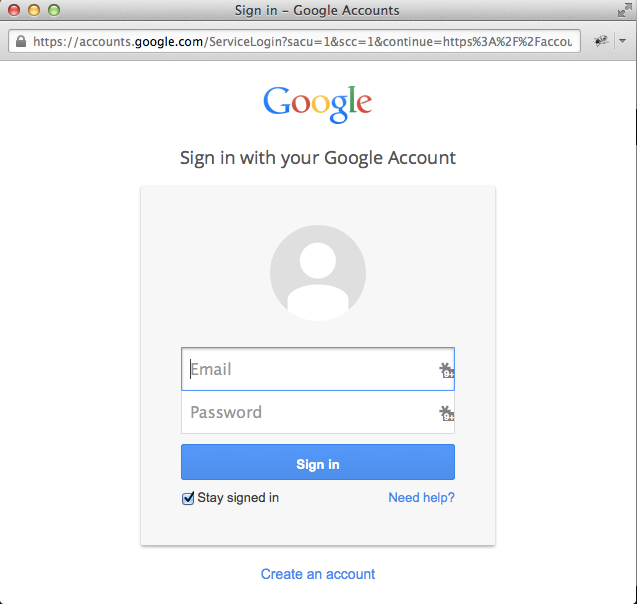 Sign in – Google Accounts
https://accounts.google.com/ServiceLogin?sacu=1&scc=1&continue=https%3A%2F%2Faccou
Google
Sign in with your Google Account
Email
Password
Sign in
Stay signed in
Need help?
Create an account